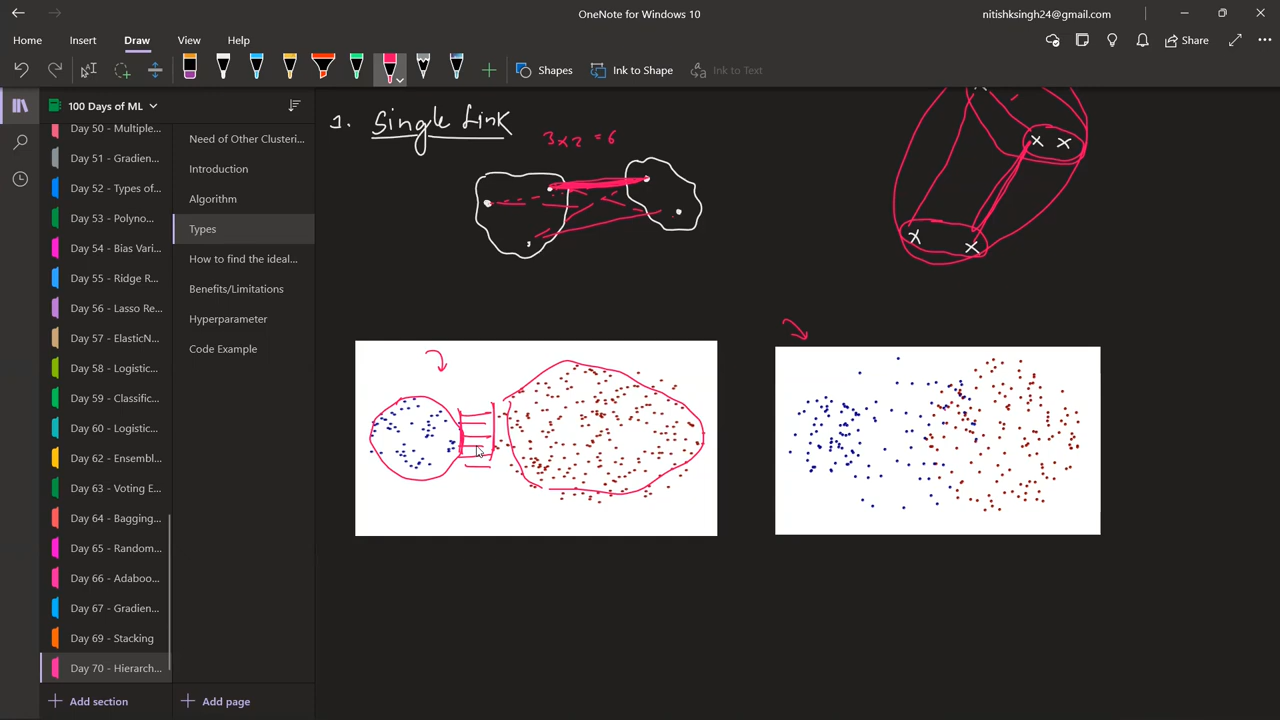 OneNote for Windows 10
nitishksingh24@gmail.com
Home Insert Draw View Help
Share
Shapes
Ink to Shape
Ink to Text
100 Days of ML
Day 50 - Multiple...
Day 51 - Gradien...
Day 52 - Types of...
Day 53 - Polyno...
Day 54 - Bias Vari...
Day 55 - Ridge R...
Day 56 - Lasso Re...
Day 57 - ElasticN...
Day 58 - Logistic...
Day 59 - Classific...
Day 60 - Logistic...
Day 62 - Ensembl...
Day 63 - Voting E...
Day 64 - Bagging...
Day 65 - Random...
Day 66 - Adaboo...
Day 67 - Gradien...
Day 69 - Stacking
Day 70 - Hierarch...
Add section
Need of Other Clusteri...
Introduction
Algorithm
Types
How to find the ideal...
Benefits/Limitations
Hyperparameter
Code Example
Add page
1. Single Link
3x2 = 6
x x
x x